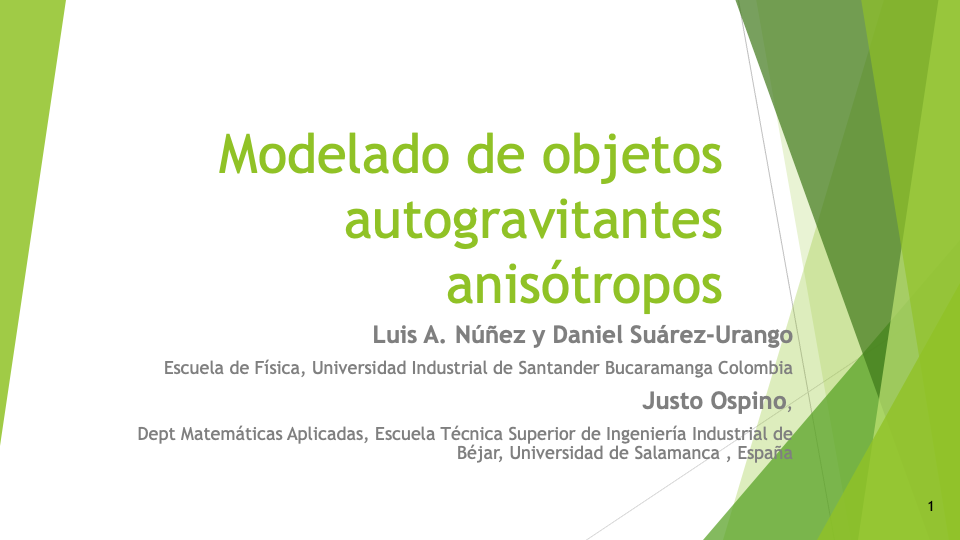 Modelado de objetos
autogravitantes
anisótropos
Luis A. Núñez y Daniel Suárez-Urango
Escuela de Física, Universidad Industrial de Santander Bucaramanga Colombia
Justo Ospino,
Dept Matemáticas Aplicadas, Escuela Técnica Superior de Ingeniería Industrial de
Béjar, Universidad de Salamanca , España
1